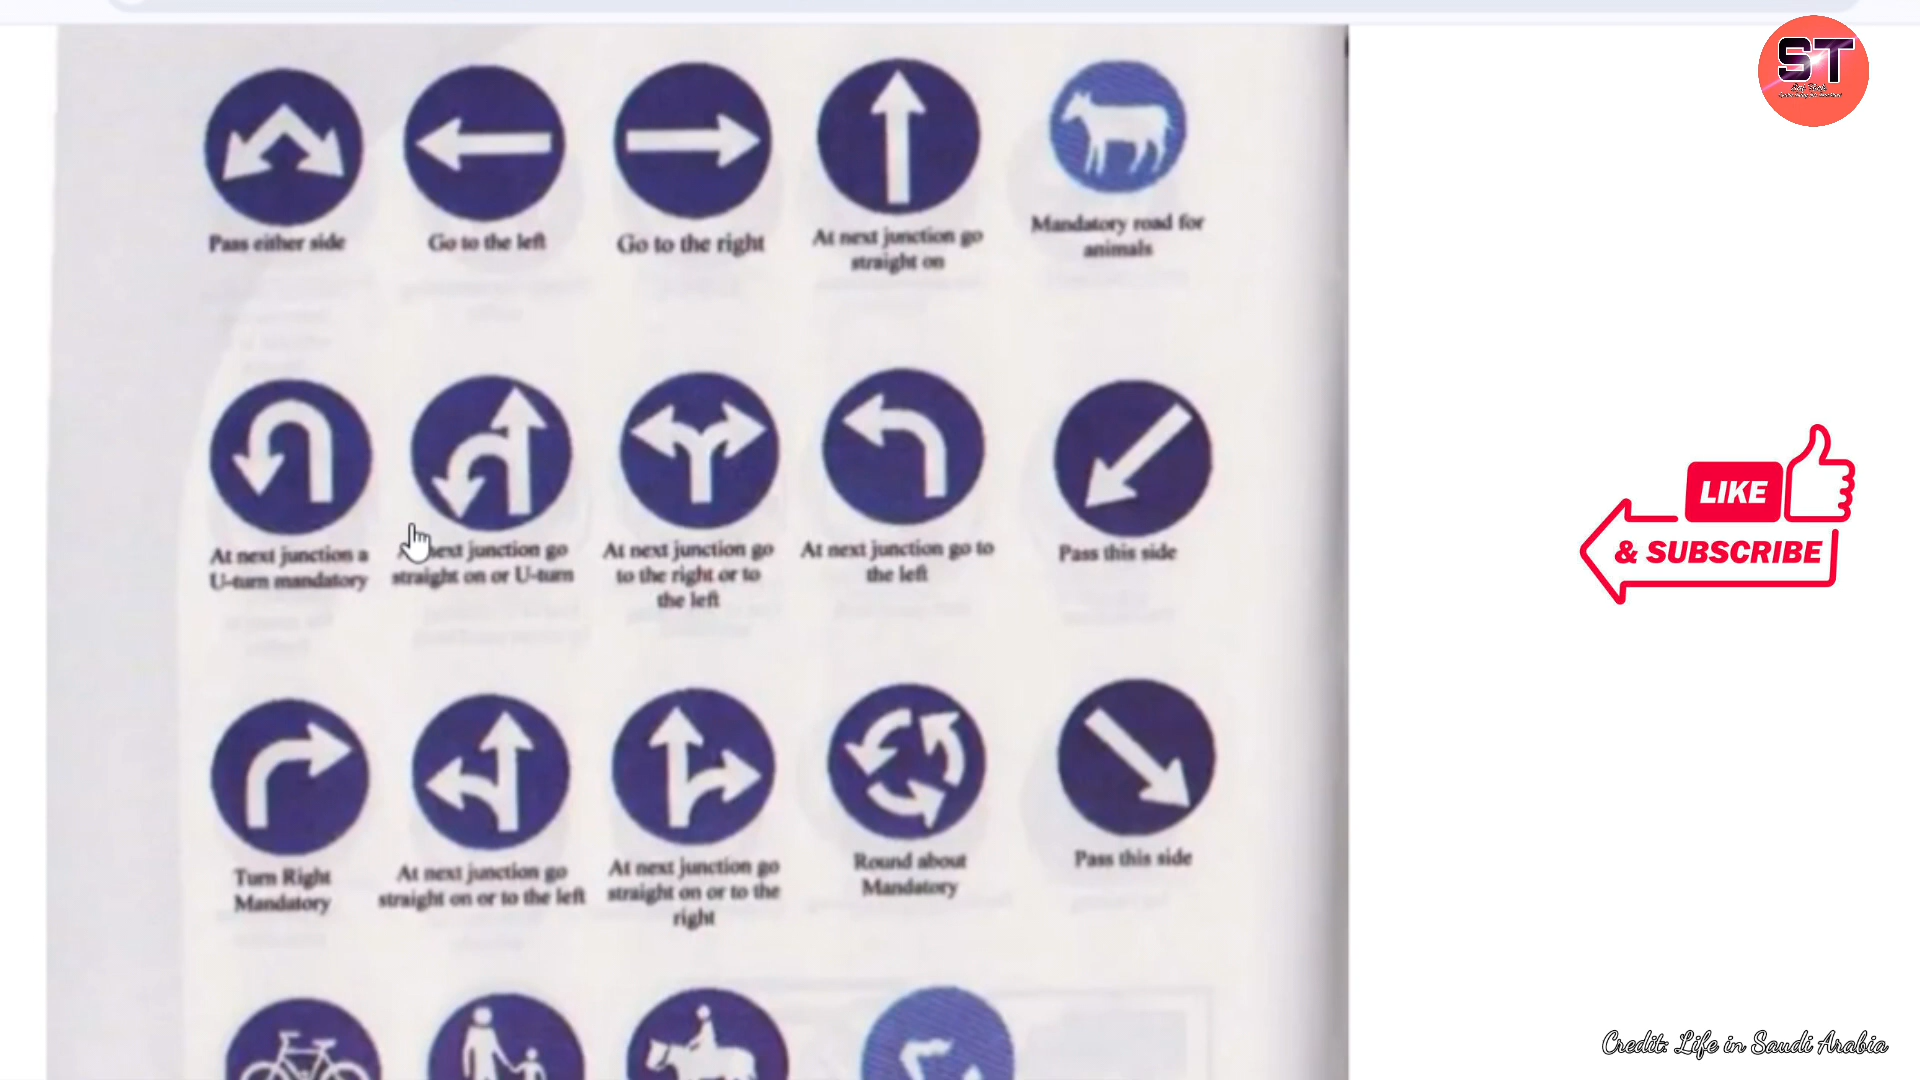 ST
Pass either side
Go to the left
Go to the right
At next junction go
straight on
Mandatory road for
animals
At next junction a
U-turn mandatory
next junction go
straight on or U-turn
At next junction go
to the right or to
the left
At next junction go to
the left
Pass this side
LIKE
& SUBSCRIBE
Turn Right
Mandatory
At next junction go
straight on or to the left
At next junction go
straight on or to the
right
Round about
Mandatory
Pass this side
Credit: Life in Saudi Arabia